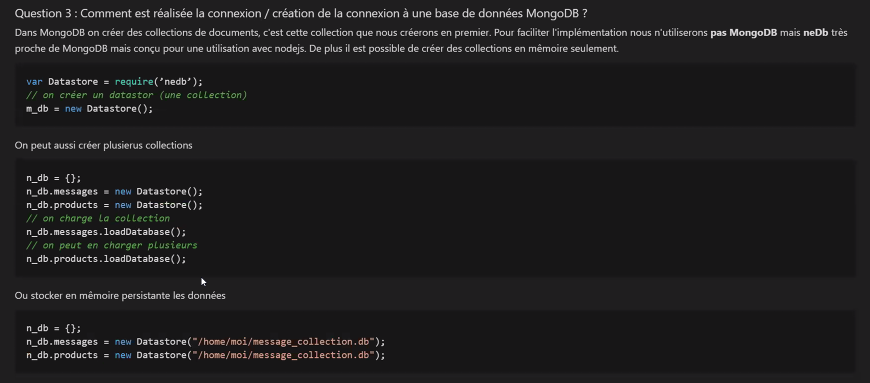 Question 3 : Comment est réalisée la connexion / création de la connexion à une base de données MongoDB ?
Dans MongoDB on créer des collections de documents, c'est cette collection que nous créerons en premier. Pour faciliter l'implémentation nous n'utiliserons pas MongoDB mais neDb très
proche de MongoDB mais conçu pour une utilisation avec nodejs. De plus il est possible de créer des collections en mémoire seulement.
var Datastore = require(’nedb’);
// on créer un datastor (une collection)
m_db = new Datastore();
On peut aussi créer plusierus collections
n_db = {};
n_db.messages = new Datastore();
n_db.products = new Datastore();
// on charge la collection
n_db.messages.loadDatabase();
// on peut en charger plusieurs
n_db.products.loadDatabase();
Ou stocker en mémoire persistante les données
n_db = {};
n_db.messages = new Datastore("/home/moi/message_collection.db");
n_db.products = new Datastore("/home/moi/message_collection.db");